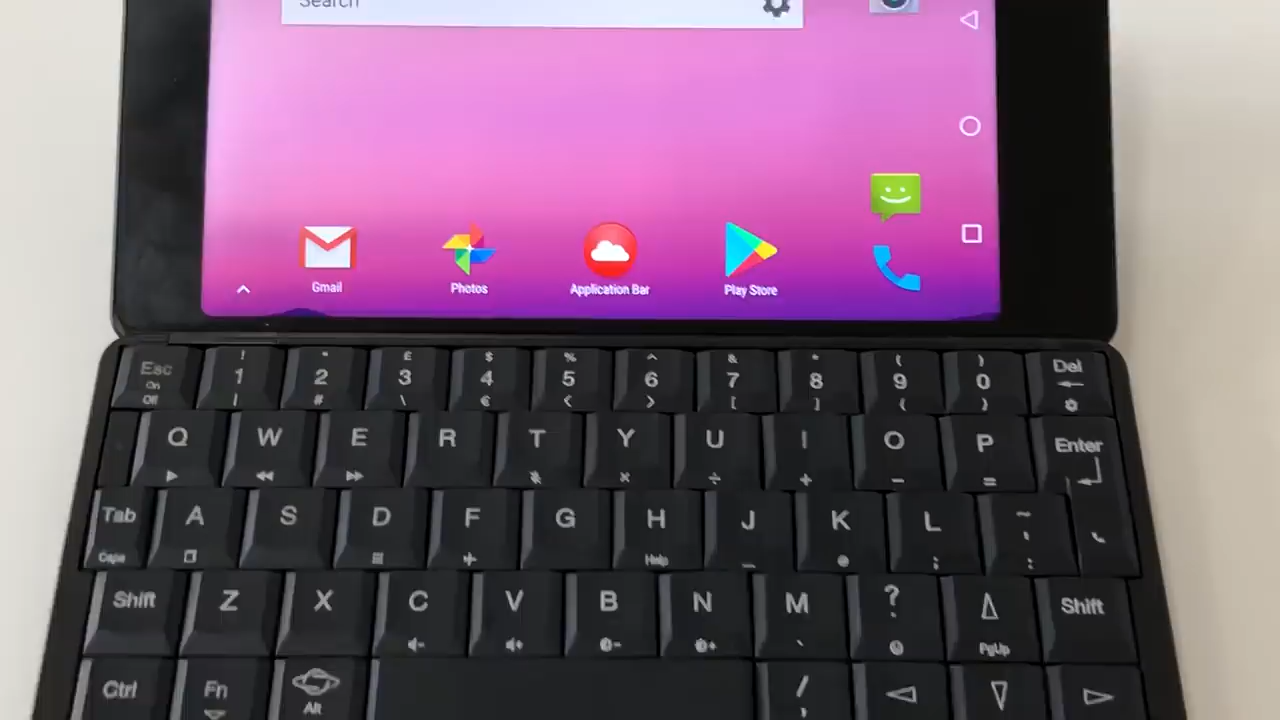 Search
Gmail
Photos
Application Bar
Play Store
Esc On Off
! 1 |
" 2 #
£ 3 \
$ 4 €
% 5 <
^ 6 >
& 7 [
* 8 ]
( 9 {
) 0 }
Del
Q W E R T Y U I O P Enter
× ÷ + - =
Tab A S D F G H J K L ~ '
Caps Help _ ; :
Shift Z X C V B N M ? . Shift
PgUp
Ctrl Fn Alt / ,